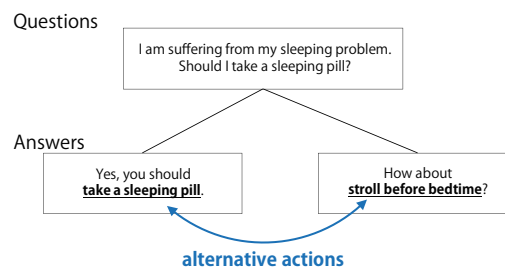 Questions
I am suffering from my sleeping problem.
Should I take a sleeping pill?
Answers
Yes, you should
take a sleeping pill.
How about
stroll before bedtime?
alternative actions